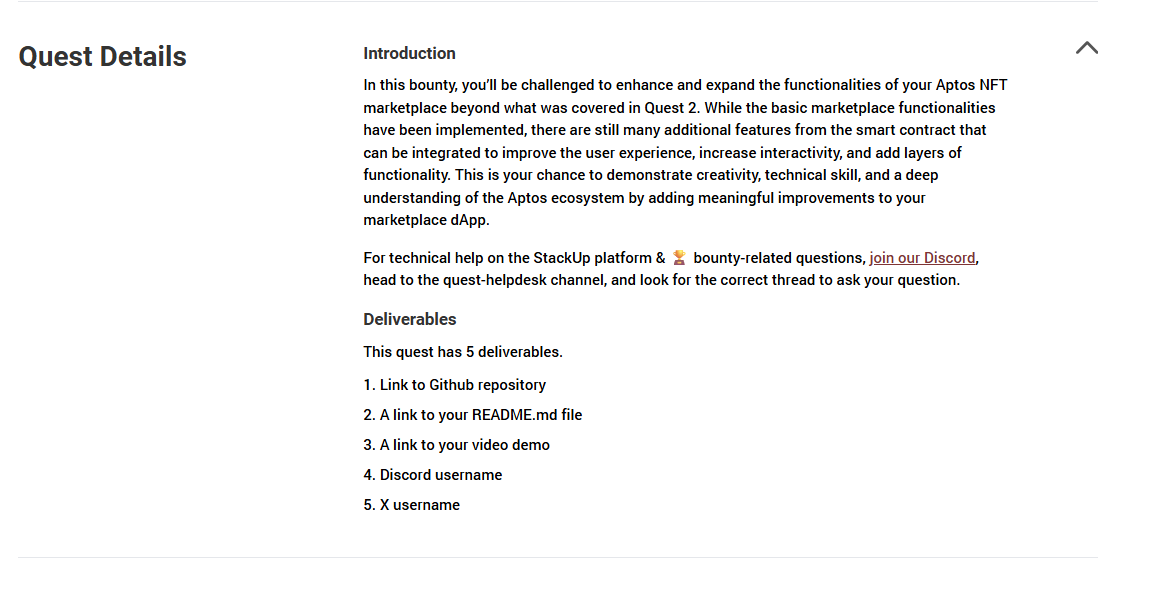 Quest Details
Introduction
In this bounty, you’ll be challenged to enhance and expand the functionalities of your Aptos NFT
marketplace beyond what was covered in Quest 2. While the basic marketplace functionalities
have been implemented, there are still many additional features from the smart contract that
can be integrated to improve the user experience, increase interactivity, and add layers of
functionality. This is your chance to demonstrate creativity, technical skill, and a deep
understanding of the Aptos ecosystem by adding meaningful improvements to your
marketplace dApp.
For technical help on the StackUp platform & 🏆 bounty-related questions, join our Discord,
head to the quest-helpdesk channel, and look for the correct thread to ask your question.
Deliverables
This quest has 5 deliverables.
1. Link to Github repository
2. A link to your README.md file
3. A link to your video demo
4. Discord username
5. X username